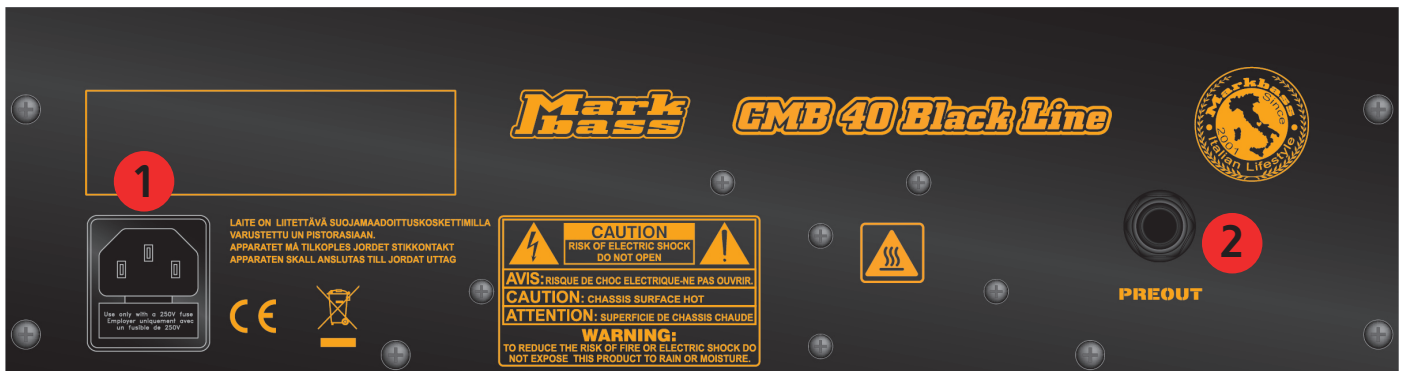 Mark
bass
CMB 40 Black Line
Markbass
Since
2001
Italian Lifestyle
1
LAITE ON LIITETTÄVÄ SUOJAMAADOITTUSKOSKETTIMILLA
VARUSTETTU UN PISTORASIAAN.
APPARATET MÅ TILKOPLES JORDET STIKKONTAKT
APPARATEN SKALL ANSLUTAS TILL JORDAT UTTAG
Use only with a 250V fuse
Employer uniquement avec
un fusible de 250V
CE
CAUTION
RISK OF ELECTRIC SHOCK
DO NOT OPEN
AVIS: RISQUE DE CHOC ELECTRIQUE-NE PAS OUVRIR.
CAUTION: CHASSIS SURFACE HOT
ATTENTION: SUPERFICIE DE CHASSIS CHAUDE
WARNING:
TO REDUCE THE RISK OF FIRE OR ELECTRIC SHOCK DO
NOT EXPOSE THIS PRODUCT TO RAIN OR MOISTURE.
2
PREOUT